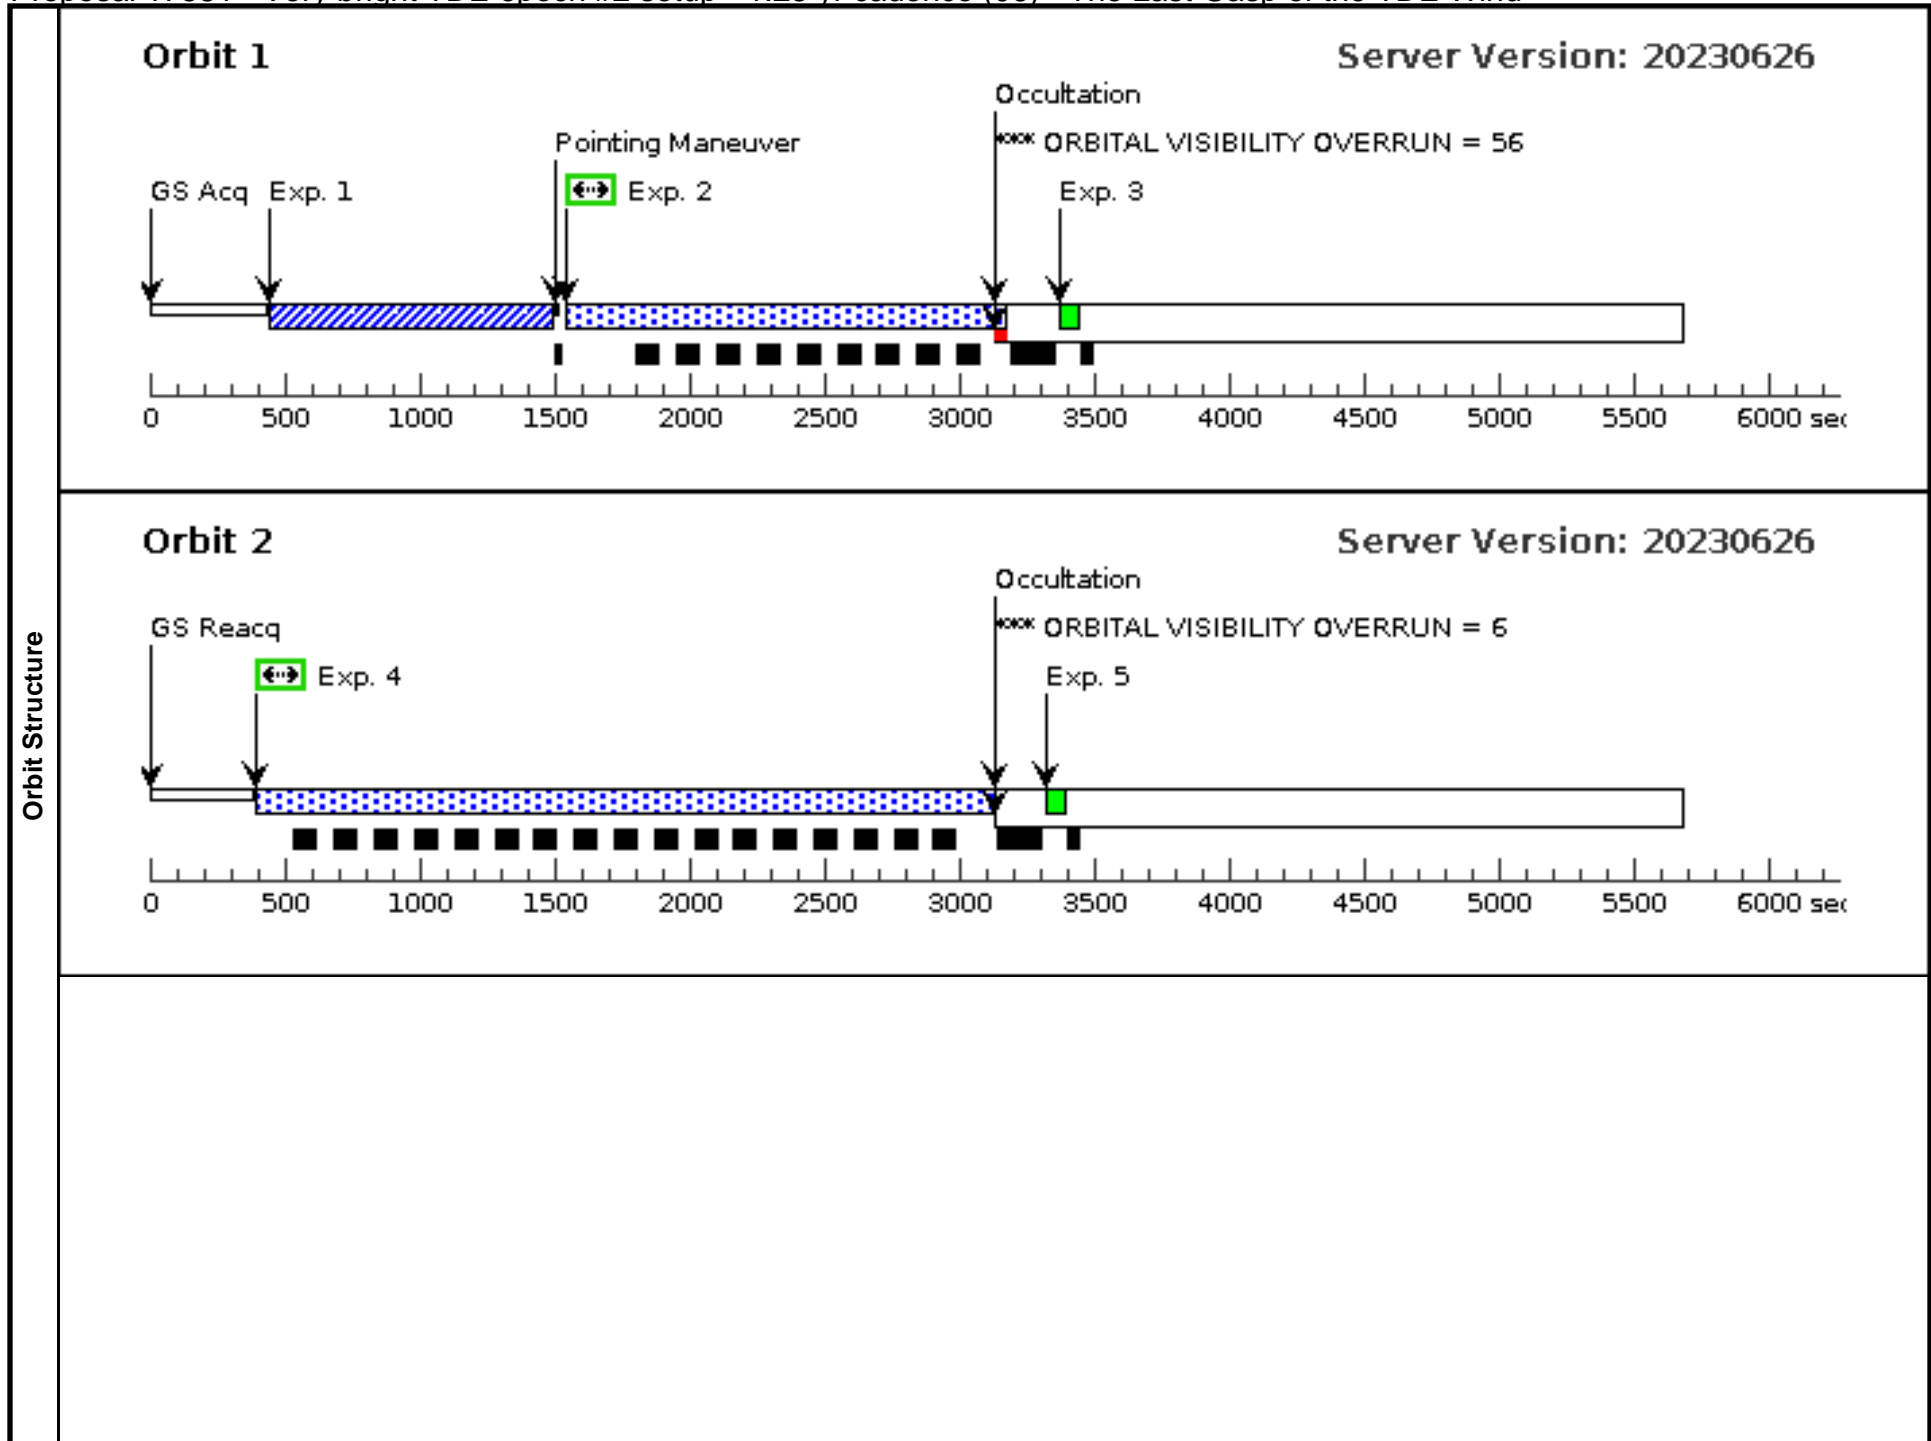 Orbit 1
Server Version: 20230626
Occultation
Pointing Maneuver
**** ORBITAL VISIBILITY OVERRUN = 56
GS Acq
Exp. 1
Exp. 2
Exp. 3
0 500 1000 1500 2000 2500 3000 3500 4000 4500 5000 5500 6000 sec
Orbit 2
Server Version: 20230626
Occultation
GS Reacq
**** ORBITAL VISIBILITY OVERRUN = 6
Exp. 4
Exp. 5
0 500 1000 1500 2000 2500 3000 3500 4000 4500 5000 5500 6000 sec
Orbit Structure